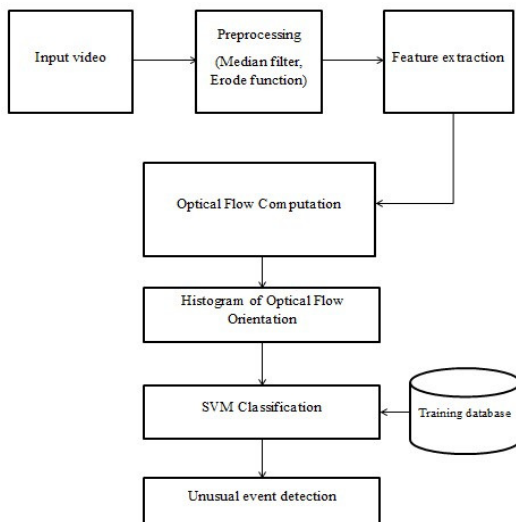 Input video
Preprocessing
(Median filter,
Erode function)
Feature extraction
Optical Flow Computation
Histogram of Optical Flow
Orientation
SVM Classification
Training database
Unusual event detection